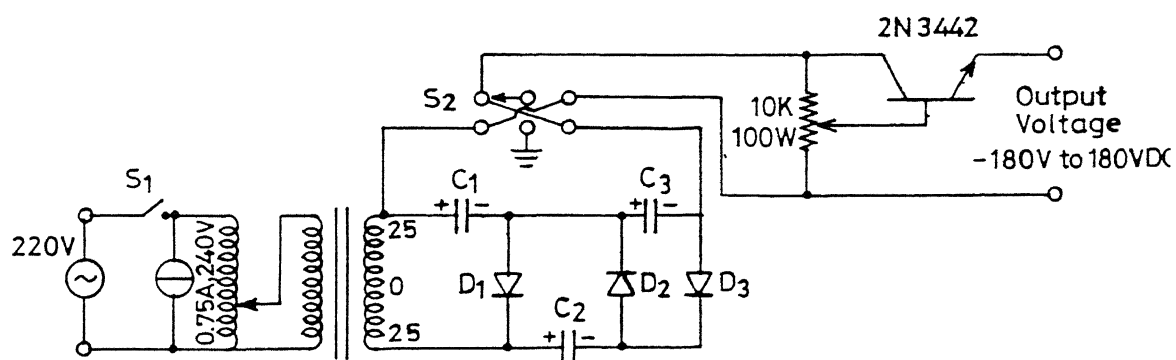 2N3442
S2
10K
100W
Output
Voltage
-180V to 180VDC
S1
C1
C3
+ -
+ -
25
220V
0.75A,240V
0
D1
D2
D3
C2
25
+ -